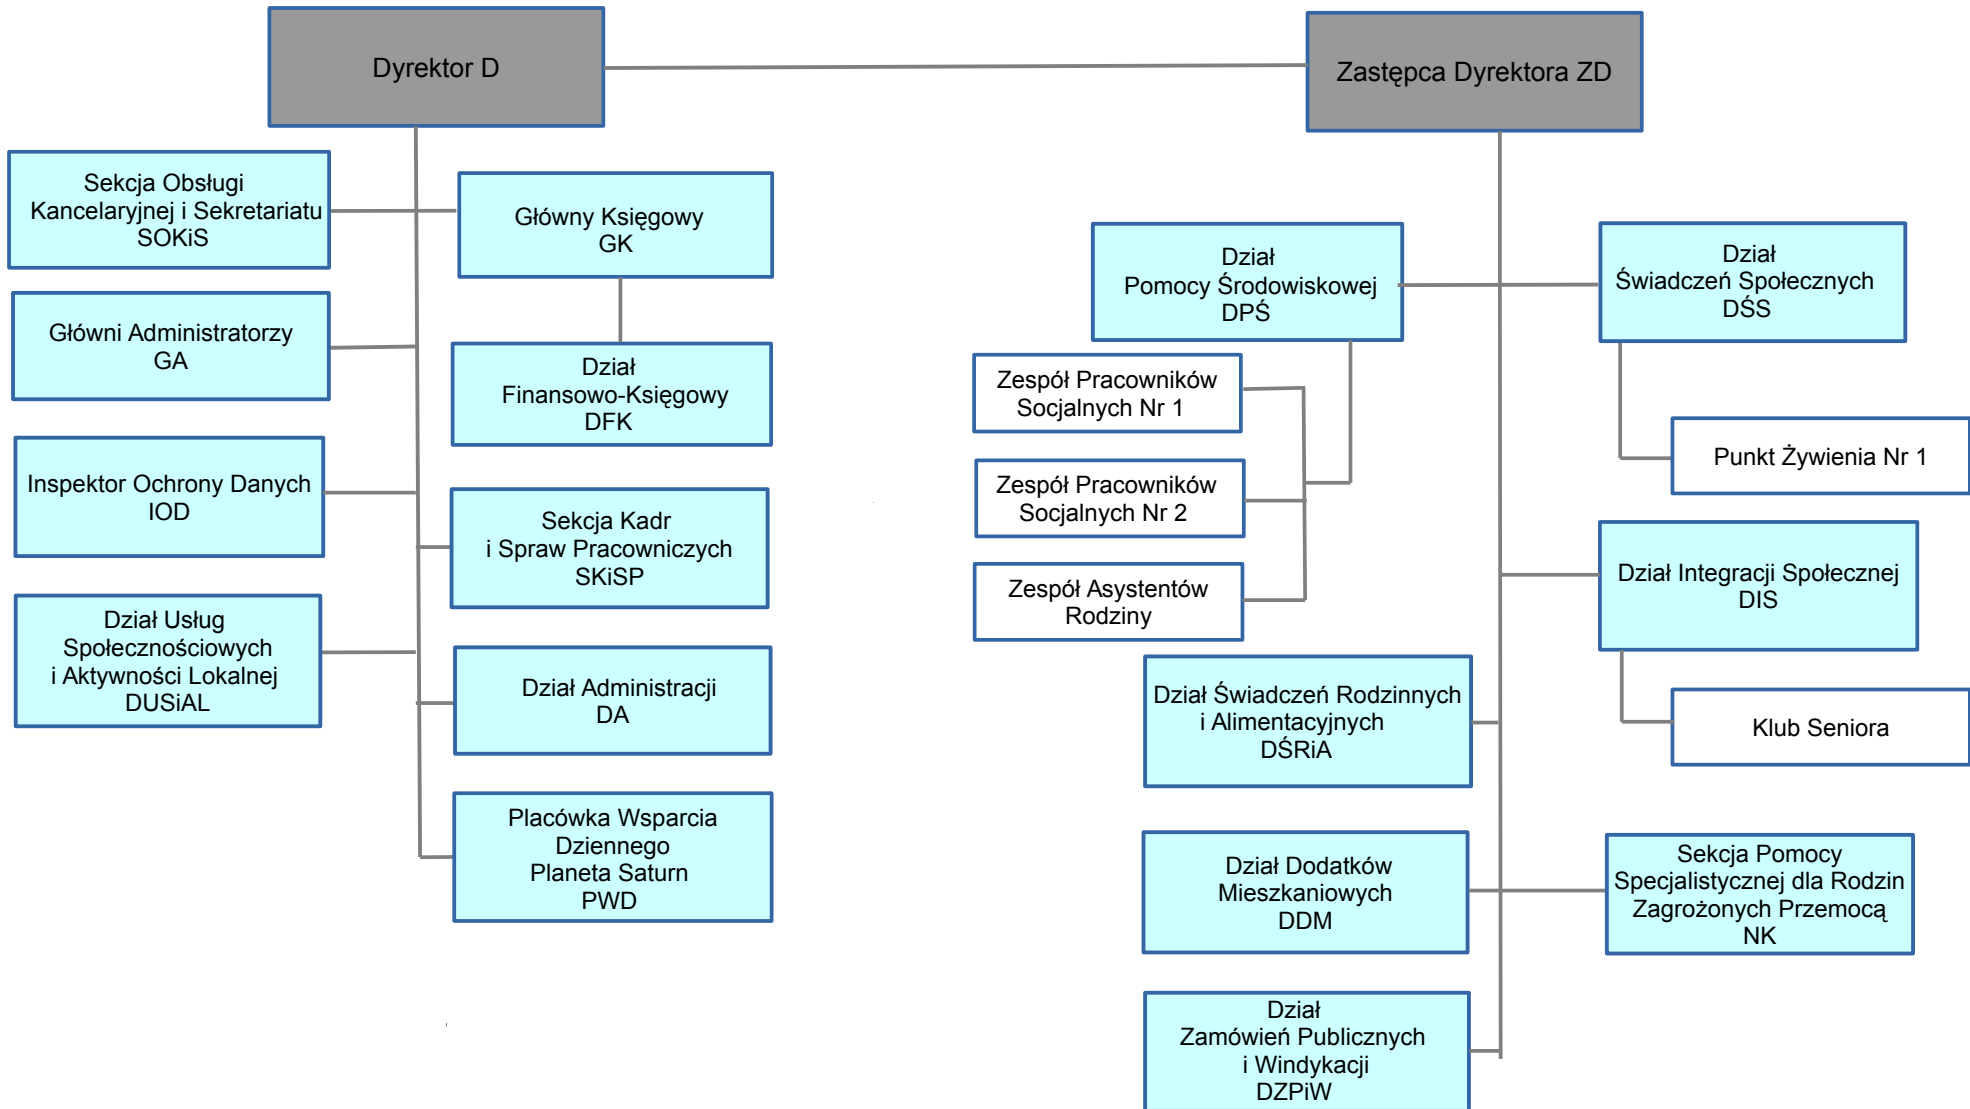 Dyrektor D
Zastępca Dyrektora ZD
Sekcja Obsługi
Kancelaryjnej i Sekretariatu
SOKiS
Główny Księgowy
GK
Główni Administratorzy
GA
Dział
Finansowo-Księgowy
DFK
Inspektor Ochrony Danych
IOD
Sekcja Kadr
i Spraw Pracowniczych
SKiSP
Dział Usług
Społecznościowych
i Aktywności Lokalnej
DUSiAL
Dział Administracji
DA
Placówka Wsparcia
Dziennego
Planeta Saturn
PWD
Dział
Pomocy Środowiskowej
DPŚ
Dział
Świadczeń Społecznych
DŚS
Zespół Pracowników
Socjalnych Nr 1
Zespół Pracowników
Socjalnych Nr 2
Zespół Asystentów
Rodziny
Punkt Żywienia Nr 1
Dział Integracji Społecznej
DIS
Klub Seniora
Dział Świadczeń Rodzinnych
i Alimentacyjnych
DŚRiA
Dział Dodatków
Mieszkaniowych
DDM
Sekcja Pomocy
Specjalistycznej dla Rodzin
Zagrożonych Przemocą
NK
Dział
Zamówień Publicznych
i Windykacji
DZPiW